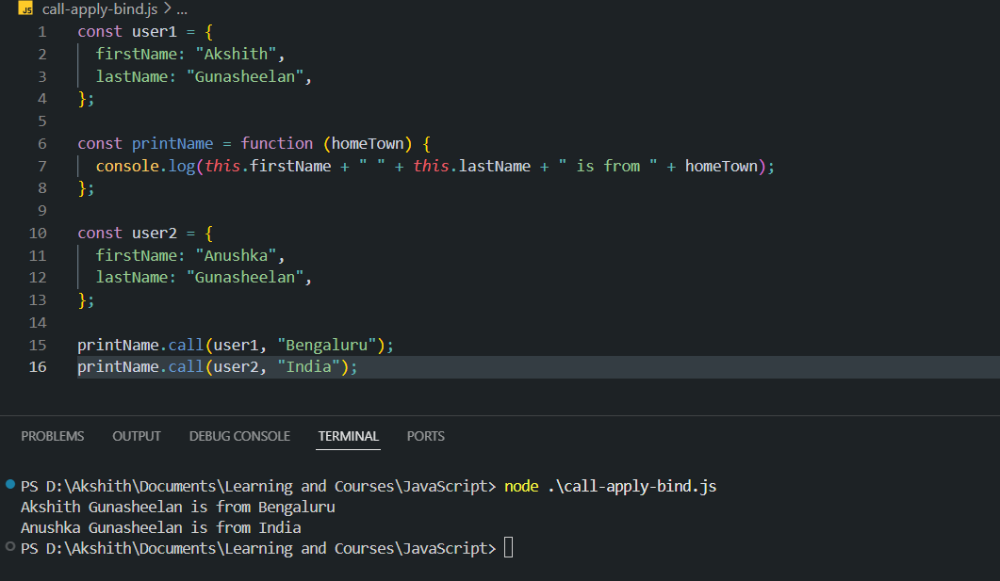 JS call-apply-bind.js > ...
1 const user1 = {
2   firstName: "Akshith",
3   lastName: "Gunasheelan",
4 };
5
6 const printName = function (homeTown) {
7   console.log(this.firstName + " " + this.lastName + " is from " + homeTown);
8 };
9
10 const user2 = {
11   firstName: "Anushka",
12   lastName: "Gunasheelan",
13 };
14
15 printName.call(user1, "Bengaluru");
16 printName.call(user2, "India");
PROBLEMS OUTPUT DEBUG CONSOLE TERMINAL PORTS
PS D:\Akshith\Documents\Learning and Courses\JavaScript> node .\call-apply-bind.js
Akshith Gunasheelan is from Bengaluru
Anushka Gunasheelan is from India
PS D:\Akshith\Documents\Learning and Courses\JavaScript>